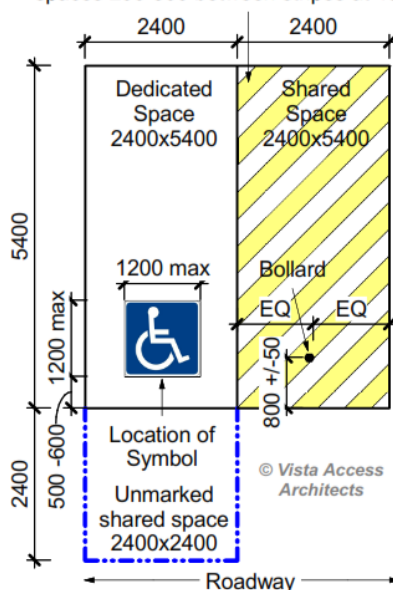 2400
2400
Dedicated
Space
2400x5400
Shared
Space
2400x5400
5400
1200 max
Bollard
EQ
EQ
1200 max
800 +/-50
500 -600
Location of
Symbol
2400
Unmarked
shared space
2400x2400
© Vista Access
Architects
Roadway